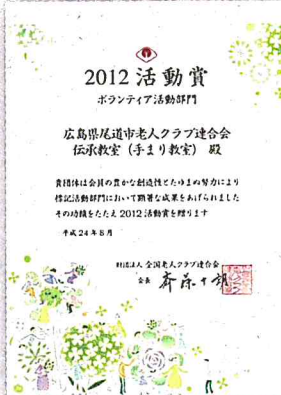 2012 活動賞
ボランティア活動部門
広島県尾道市老人クラブ連合会
伝承教室(手まり教室) 殿
貴団体は会員の豊かな創造性とたゆまぬ努力により
標記活動部門において顕著な成果をあげられました
その功績をたたえ2012活動賞を贈ります
平成24年8月
財団法人 全国老人クラブ連合会
会長 斉藤十朗